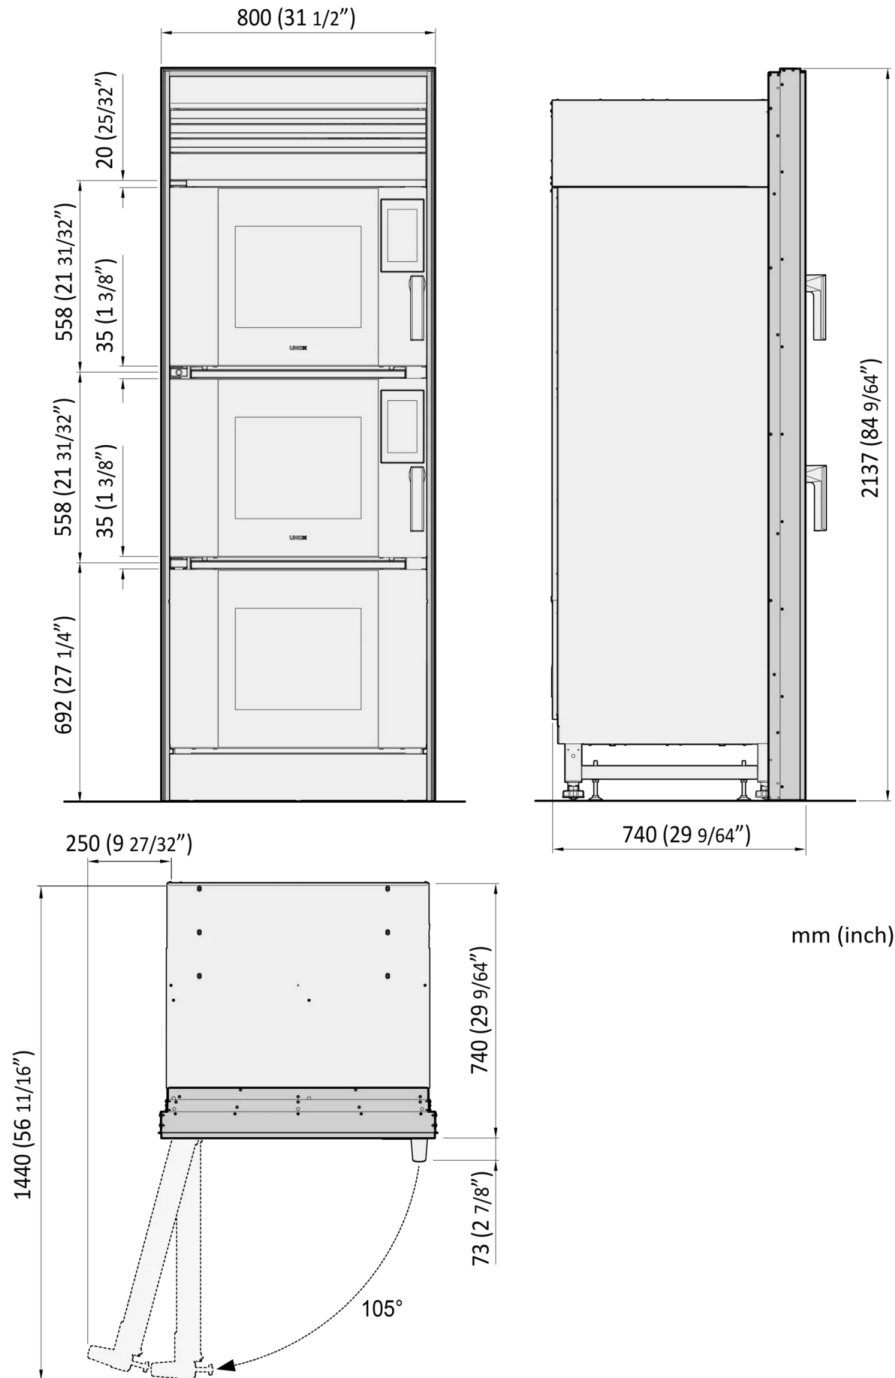 800 (31 1/2”)
20 (25/32”)
558 (21 31/32”)
35 (1 3/8”)
UNOX
558 (21 31/32”)
35 (1 3/8”)
UNOX
692 (27 1/4”)
2137 (84 9/64”)
740 (29 9/64”)
250 (9 27/32”)
mm (inch)
740 (29 9/64”)
1440 (56 11/16”)
73 (2 7/8”)
105°